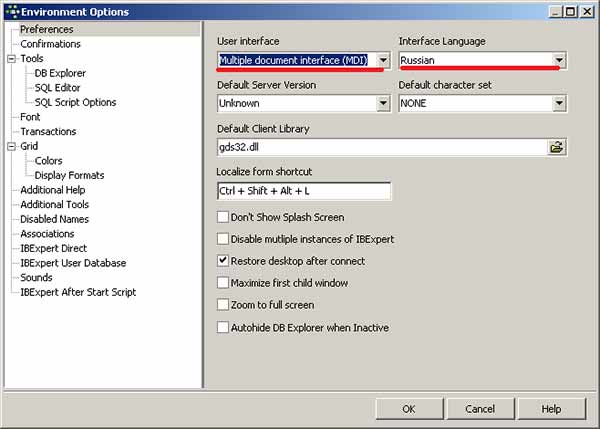 Environment Options
Preferences
Confirmations
Tools
DB Explorer
SQL Editor
SQL Script Options
Font
Transactions
Grid
Colors
Display Formats
Additional Help
Additional Tools
Disabled Names
Associations
IBExpert Direct
IBExpert User Database
Sounds
IBExpert After Start Script
User interface Interface Language
Multiple document interface (MDI) Russian
Default Server Version Default character set
Unknown NONE
Default Client Library
gds32.dll
Localize form shortcut
Ctrl + Shift + Alt + L
Don't Show Splash Screen
Disable mutliple instances of IBExpert
Restore desktop after connect
Maximize first child window
Zoom to full screen
Autohide DB Explorer when Inactive
OK Cancel Help